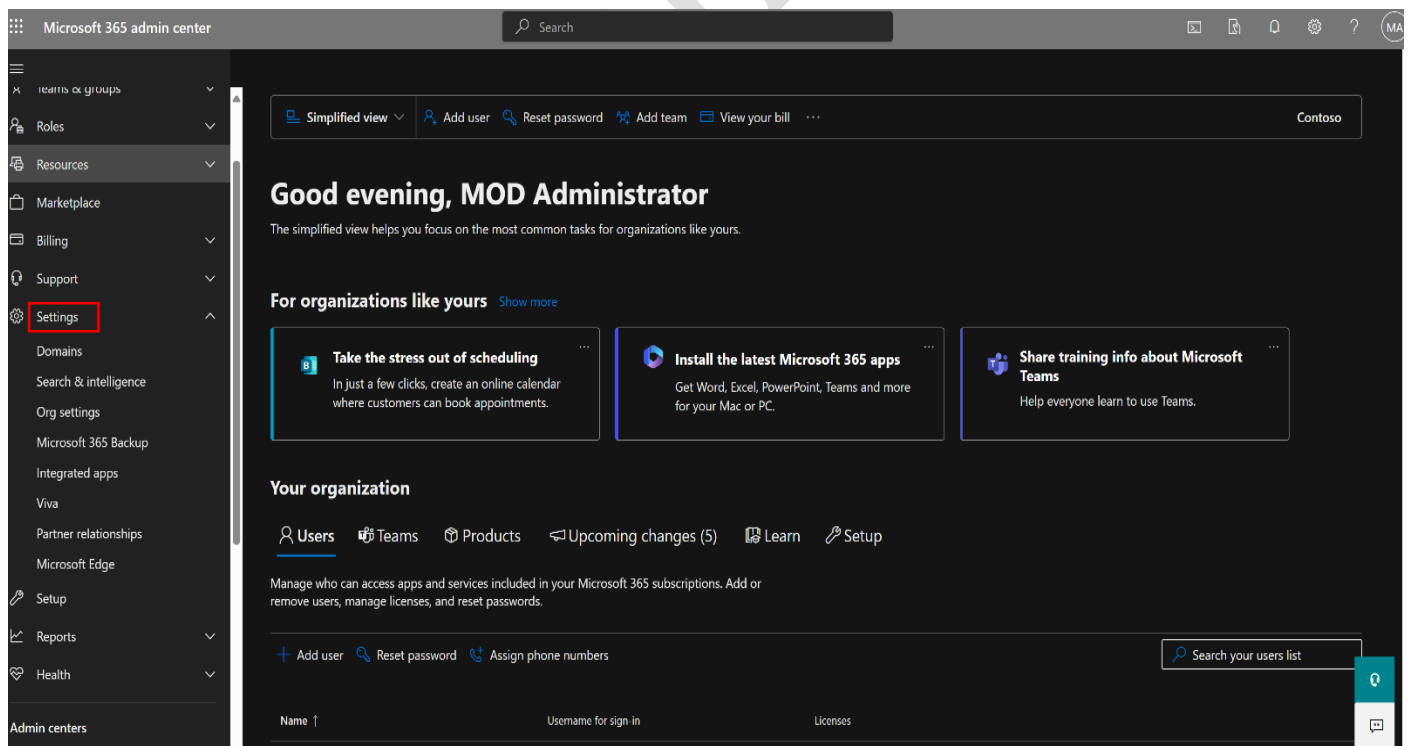 Microsoft 365 admin center
Search
MA
Teams & groups
Roles
Resources
Marketplace
Billing
Support
Settings
Domains
Search & intelligence
Org settings
Microsoft 365 Backup
Integrated apps
Viva
Partner relationships
Microsoft Edge
Setup
Reports
Health
Admin centers
Simplified view Add user Reset password Add team View your bill ... Contoso
Good evening, MOD Administrator
The simplified view helps you focus on the most common tasks for organizations like yours.
For organizations like yours Show more
Take the stress out of scheduling
In just a few clicks, create an online calendar
where customers can book appointments.
Install the latest Microsoft 365 apps
Get Word, Excel, PowerPoint, Teams and more
for your Mac or PC.
Share training info about Microsoft
Teams
Help everyone learn to use Teams.
Your organization
Users Teams Products Upcoming changes (5) Learn Setup
Manage who can access apps and services included in your Microsoft 365 subscriptions. Add or
remove users, manage licenses, and reset passwords.
Add user Reset password Assign phone numbers
Search your users list
Name ↑ Username for sign-in Licenses